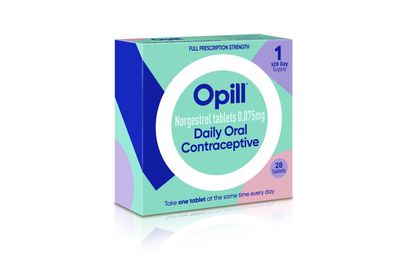 FULL PRESCRIPTION STRENGTH
1
x28 Day
Supply
Opill
Norgestrel tablets 0.075mg
Daily Oral
Contraceptive
28
Tablets
Take one tablet at the same time every day